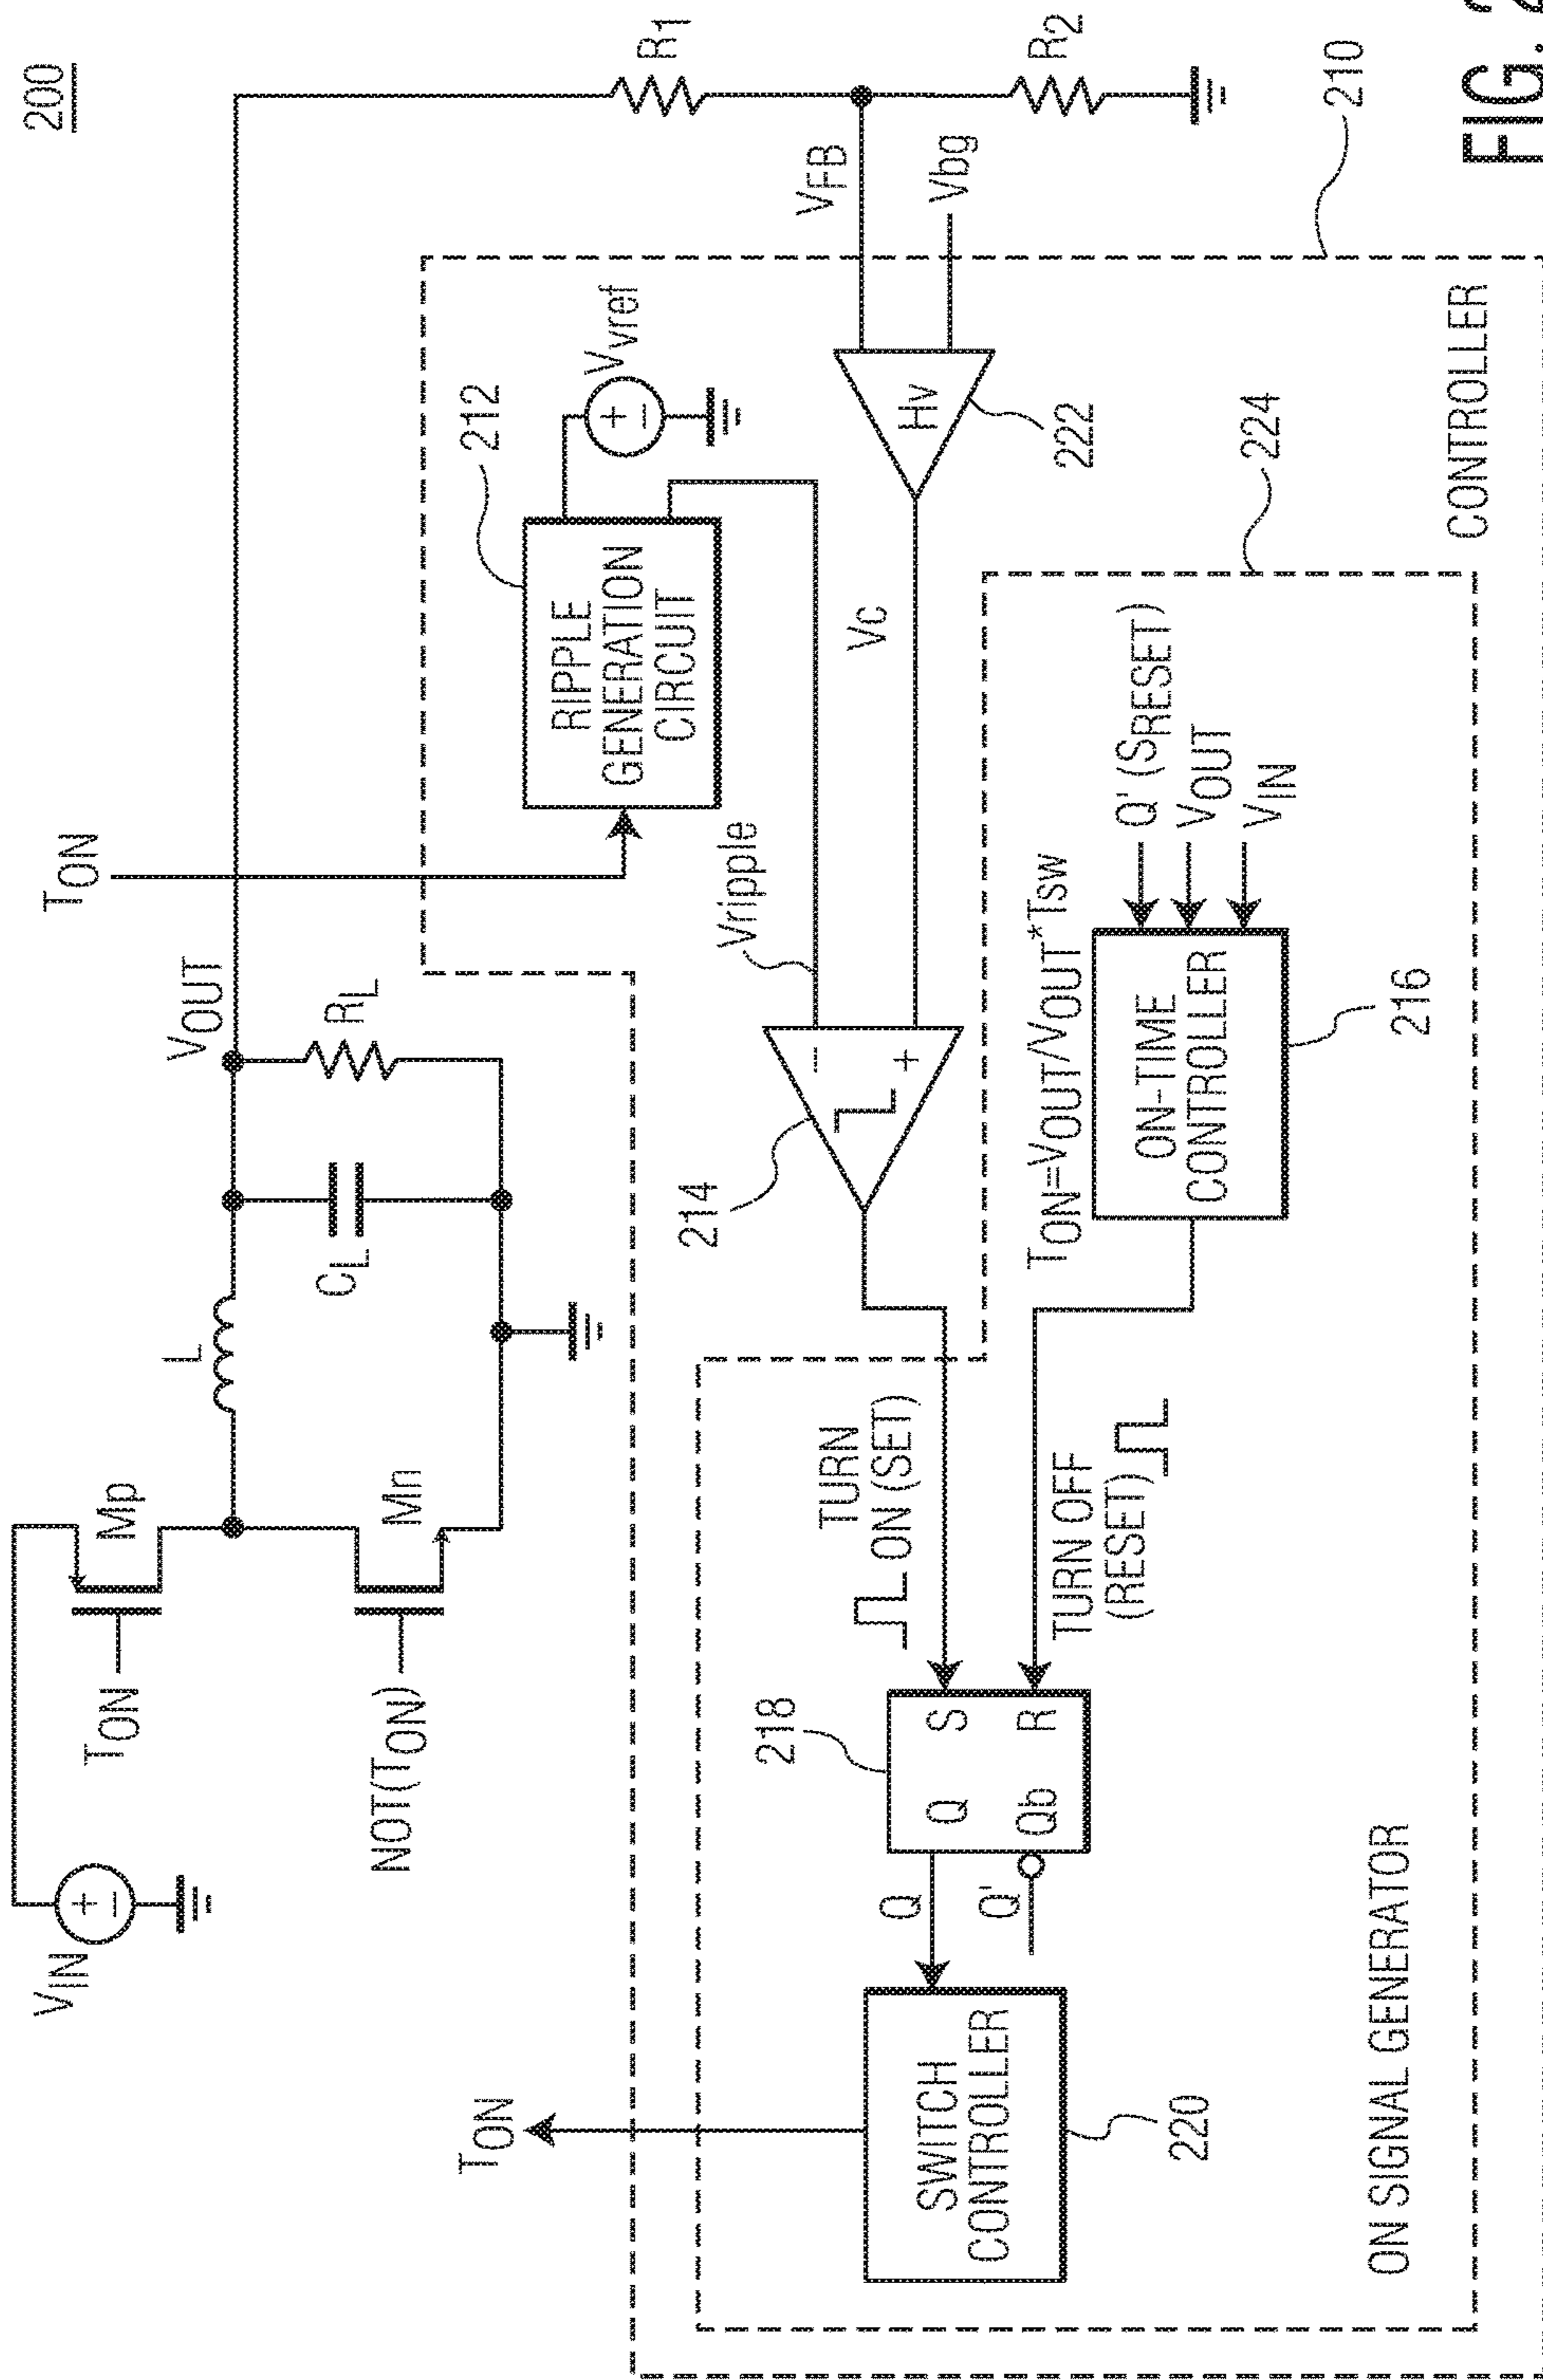 200
VIN
TON
Mp
NOT(TON)
Mn
L
CL
VOUT
RL
TON
R1
R2
VFB
Vbg
TON
212
RIPPLE
GENERATION
CIRCUIT
Vvref
Vripple
Vc
Hv
222
214
-
+
224
TURN
ON (SET)
TURN OFF
(RESET)
218
Q S
Qb R
Q
Q'
SWITCH
CONTROLLER
220
TON=VOUT/VOUT*Tsw
ON-TIME
CONTROLLER
216
Q' (SRESET)
VOUT
VIN
ON SIGNAL GENERATOR
CONTROLLER
210
FIG.